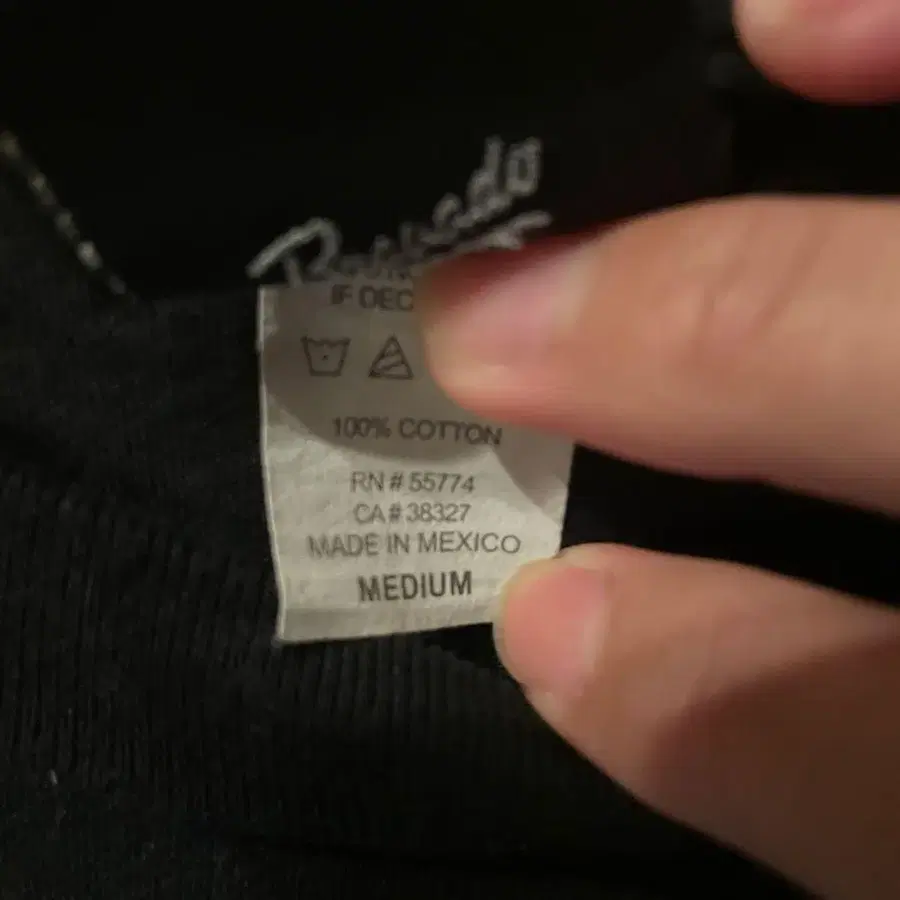 IF DEC
100% COTTON
RN # 55774
CA # 38327
MADE IN MEXICO
MEDIUM